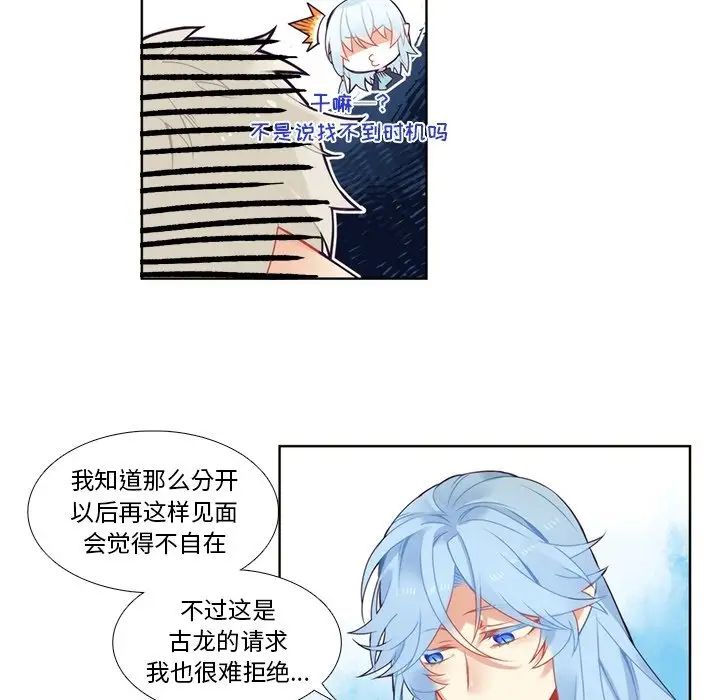 干嘛—?
不是说找不到时机吗
我知道那么分开
以后再这样见面
会觉得不自在
不过这是
古龙的请求
我也很难拒绝...